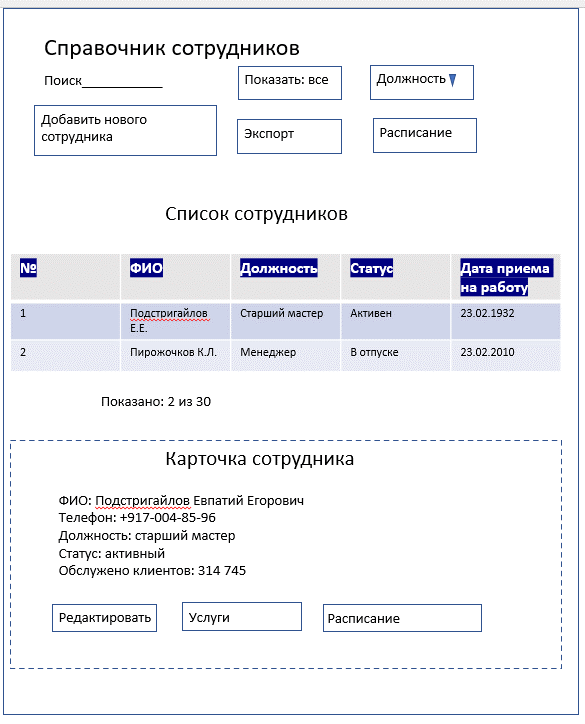 Справочник сотрудников
Поиск___________
Показать: все
Должность
Добавить нового
сотрудника
Экспорт
Расписание
Список сотрудников
№ ФИО Должность Статус Дата приема
на работу
1 Подстригайлов Старший мастер Активен 23.02.1932
Е.Е.
2 Пирожочков К.Л. Менеджер В отпуске 23.02.2010
Показано: 2 из 30
Карточка сотрудника
ФИО: Подстригайлов Евпатий Егорович
Телефон: +917-004-85-96
Должность: старший мастер
Статус: активный
Обслужено клиентов: 314 745
Редактировать
Услуги
Расписание